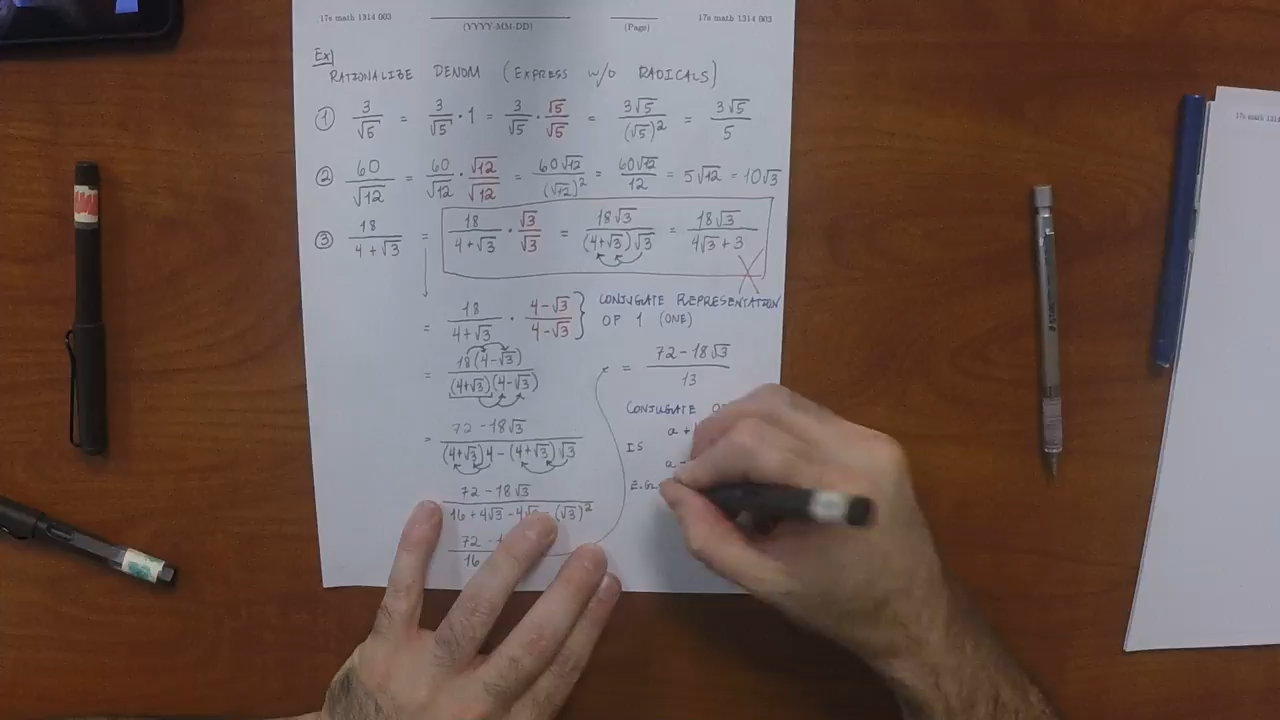 17s math 1314 003 (YYYY-MM-DD) (Page) 17s math 1314 003
Ex)
RATIONALIZE DENOM (EXPRESS W/O RADICALS)
① 3/√5 = 3/√5 · 1 = 3/√5 · √5/√5 = 3√5/(√5)² = 3√5/5
② 60/√12 = 60/√12 · √12/√12 = 60√12/(√12)² = 60√12/12 = 5√12 = 10√3
③ 18/(4+√3) = 18/(4+√3) · √3/√3 = 18√3/((4+√3)√3) = 18√3/(4√3+3)
= 18/(4+√3) · (4-√3)/(4-√3) } CONJUGATE REPRESENTATION
OF 1 (ONE)
= 18(4-√3)/((4+√3)(4-√3))
= (72-18√3)/((4+√3)4-(4+√3)√3)
72-18√3/(16+4√3-4√3-(√3)²)
72 -
16
= (72-18√3)/13
CONJUGATE
a +
IS
a -
E.G.
17s math 1314